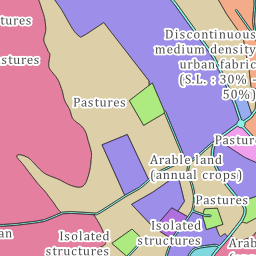 tures
stures
Discontinuous
medium density
urban fabric
(S.L. : 30% -
50%)
Pastures
Pasture
Arable land
(annual crops)
Pastures
Isolated
structures
Isolated
structures
an
Arab
(a